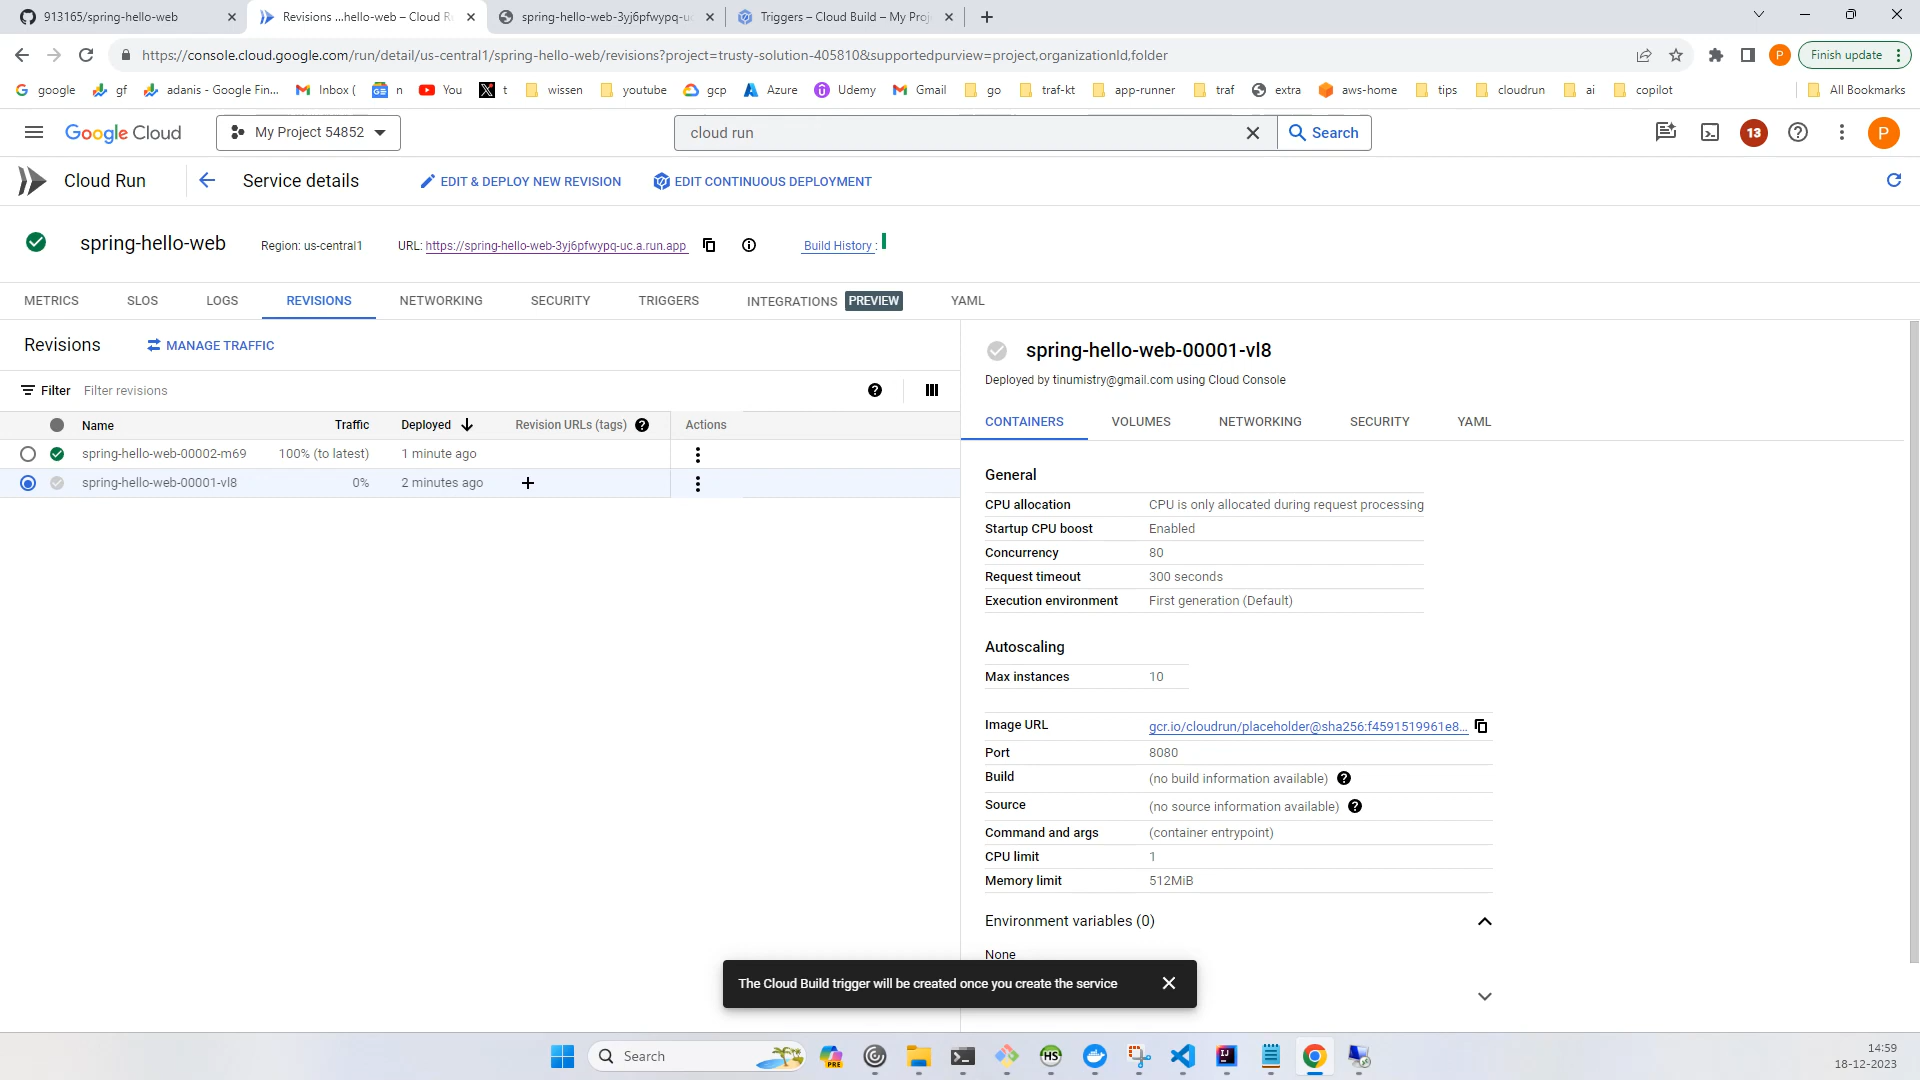 913165/spring-hello-web
Revisions ...hello-web – Cloud R
spring-hello-web-3yj6pfwypq-uc
Triggers – Cloud Build – My Proj
https://console.cloud.google.com/run/detail/us-central1/spring-hello-web/revisions?project=trusty-solution-405810&supportedpurview=project,organizationId,folder
P
Finish update
google
gf
adanis - Google Fin...
Inbox (
n
You
t
wissen
youtube
gcp
Azure
Udemy
Gmail
go
traf-kt
app-runner
traf
extra
aws-home
tips
cloudrun
ai
copilot
All Bookmarks
Google Cloud
My Project 54852
cloud run
Search
13
P
Cloud Run
Service details
EDIT & DEPLOY NEW REVISION
EDIT CONTINUOUS DEPLOYMENT
spring-hello-web
Region: us-central1
URL: https://spring-hello-web-3yj6pfwypq-uc.a.run.app
Build History :
METRICS
SLOS
LOGS
REVISIONS
NETWORKING
SECURITY
TRIGGERS
INTEGRATIONS PREVIEW
YAML
Revisions
MANAGE TRAFFIC
Filter Filter revisions
Name Traffic Deployed Revision URLs (tags) Actions
spring-hello-web-00002-m69 100% (to latest) 1 minute ago
spring-hello-web-00001-vl8 0% 2 minutes ago
spring-hello-web-00001-vl8
Deployed by tinumistry@gmail.com using Cloud Console
CONTAINERS
VOLUMES
NETWORKING
SECURITY
YAML
General
CPU allocation CPU is only allocated during request processing
Startup CPU boost Enabled
Concurrency 80
Request timeout 300 seconds
Execution environment First generation (Default)
Autoscaling
Max instances 10
Image URL gcr.io/cloudrun/placeholder@sha256:f4591519961e8...
Port 8080
Build (no build information available)
Source (no source information available)
Command and args (container entrypoint)
CPU limit 1
Memory limit 512MiB
Environment variables (0)
None
The Cloud Build trigger will be created once you create the service
Search
PRE
HS
IJ
14:59
18-12-2023